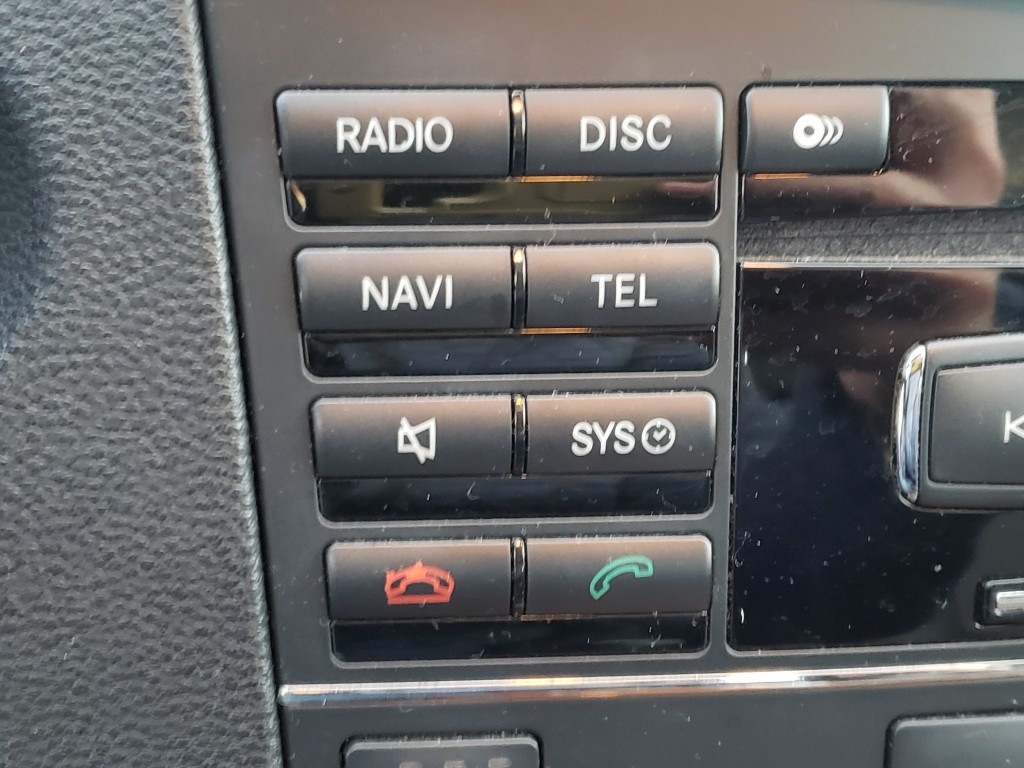 RADIO DISC
NAVI TEL
SYS